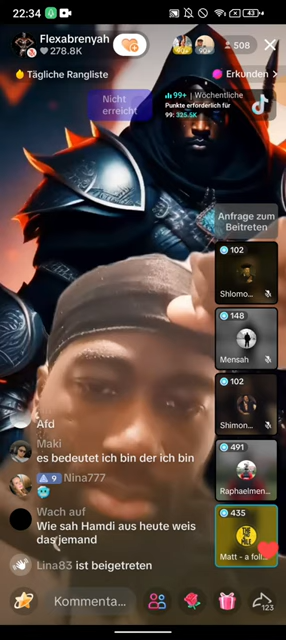 22:34
43
Flexabrenyah
278.8K
508
Tägliche Rangliste
Erkunden >
Nicht
erreicht
99+ | Wöchentliche
Punkte erforderlich für
99: 325.5K
Anfrage zum
Beitreten
102
Shlomo...
148
Mensah
102
Shimon...
491
Raphaelmen...
435
Matt - a foll...
Afd
Maki
es bedeutet ich bin der ich bin
9 Nina777
Wach auf
Wie sah Hamdi aus heute weis
das jemand
Lina83 ist beigetreten
Kommenta...
123